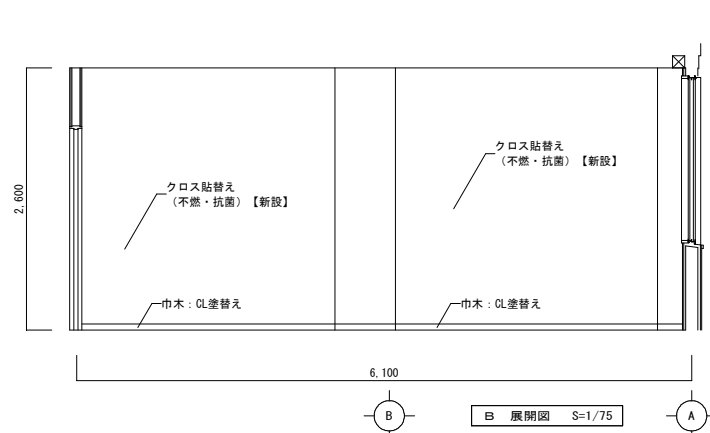 クロス貼替え
（不燃・抗菌）【新設】
クロス貼替え
（不燃・抗菌）【新設】
2,600
巾木：CL塗替え
巾木：CL塗替え
6,100
B
B 展開図 S=1/75
A